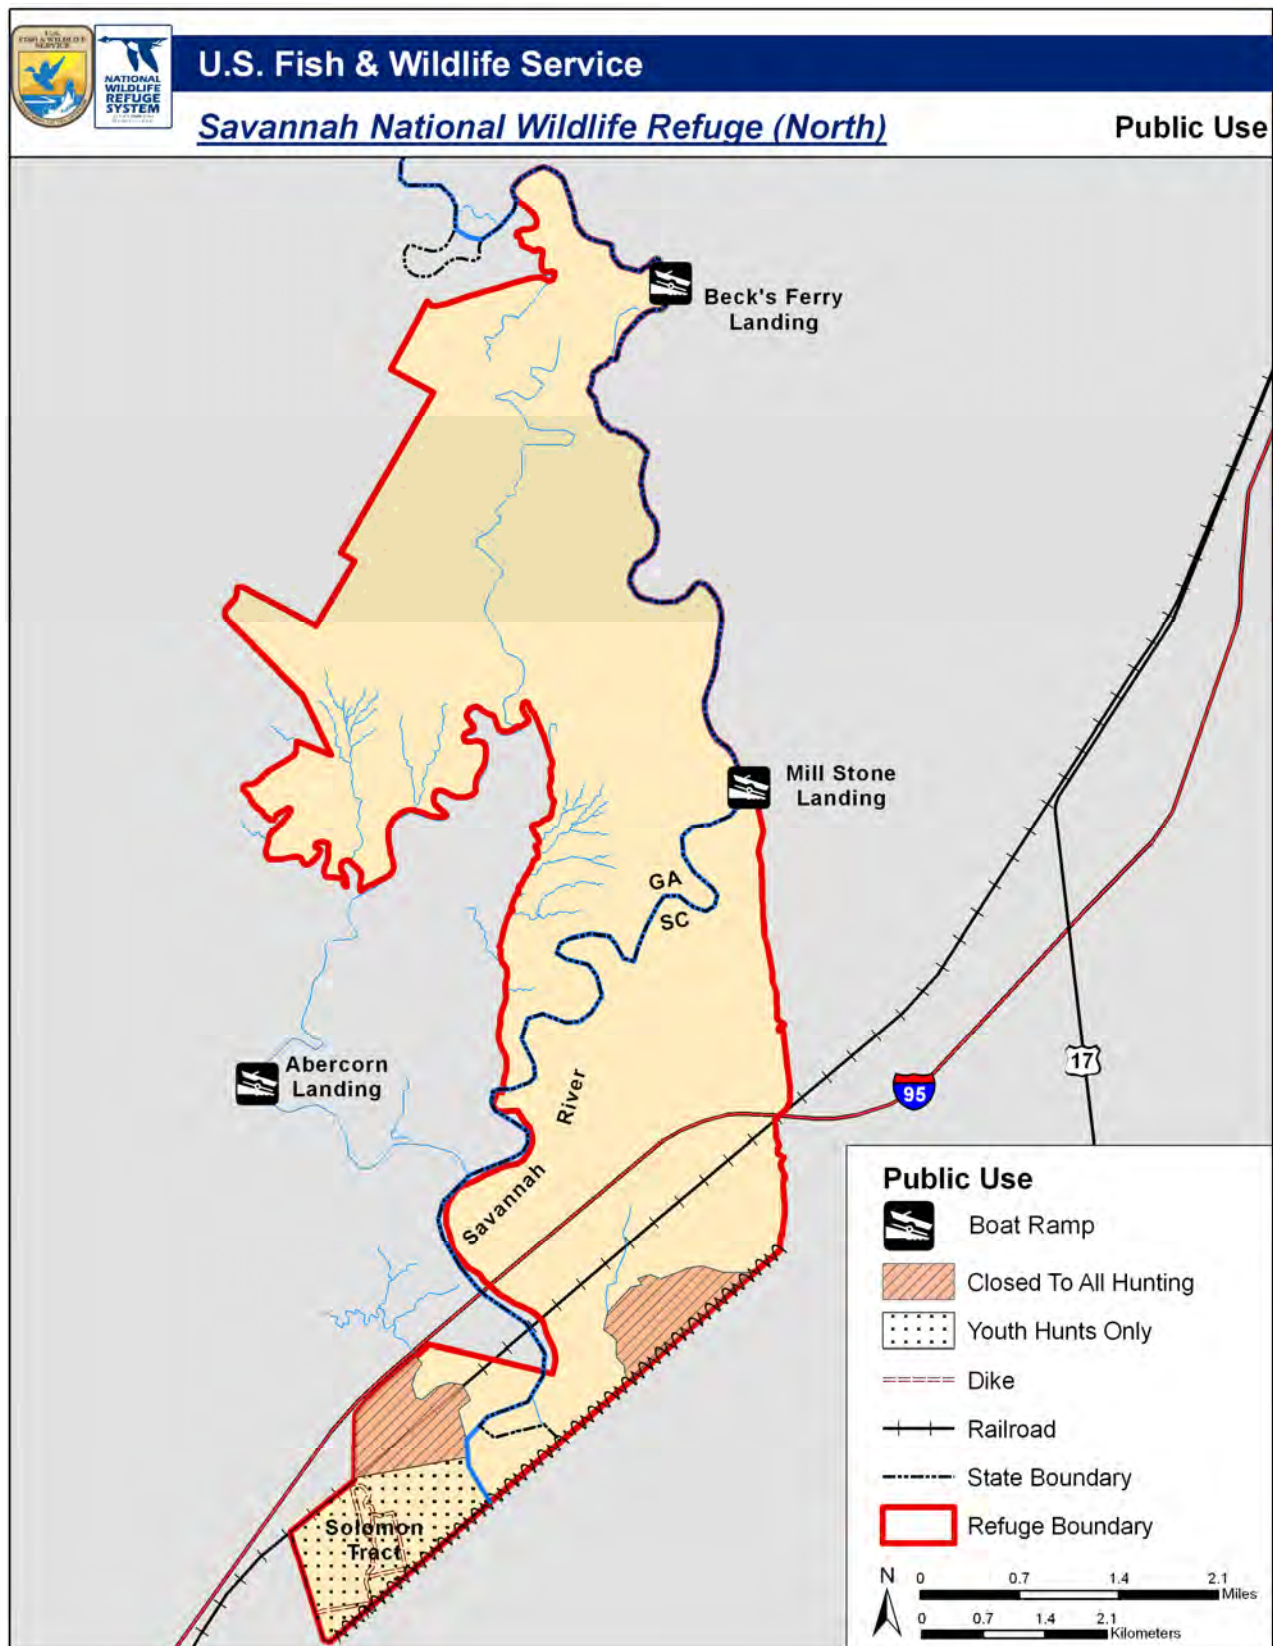 U.S.
FISH & WILDLIFE
SERVICE
NATIONAL
WILDLIFE
REFUGE
SYSTEM
U.S. Fish & Wildlife Service
Savannah National Wildlife Refuge (North)
Public Use
Beck's Ferry
Landing
Mill Stone
Landing
GA
SC
Abercorn
Landing
River
Savannah
95
17
Solomon
Tract
Public Use
Boat Ramp
Closed To All Hunting
Youth Hunts Only
Dike
Railroad
State Boundary
Refuge Boundary
N
0 0.7 1.4 2.1
Miles
0 0.7 1.4 2.1
Kilometers